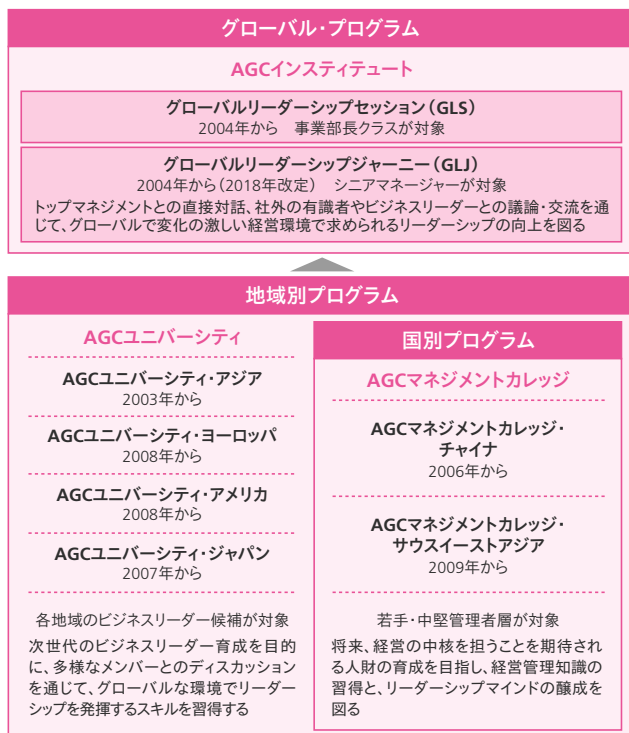 グローバル・プログラム
AGCインスティテュート
グローバルリーダーシップセッション（GLS）
2004年から　事業部長クラスが対象
グローバルリーダーシップジャーニー（GLJ）
2004年から（2018年改定）　シニアマネージャーが対象
トップマネジメントとの直接対話、社外の有識者やビジネスリーダーとの議論・交流を通
じて、グローバルで変化の激しい経営環境で求められるリーダーシップの向上を図る
地域別プログラム
AGCユニバーシティ
AGCユニバーシティ・アジア
2003年から
AGCユニバーシティ・ヨーロッパ
2008年から
AGCユニバーシティ・アメリカ
2008年から
AGCユニバーシティ・ジャパン
2007年から
各地域のビジネスリーダー候補が対象
次世代のビジネスリーダー育成を目的
に、多様なメンバーとのディスカッション
を通じて、グローバルな環境でリーダー
シップを発揮するスキルを習得する
国別プログラム
AGCマネジメントカレッジ
AGCマネジメントカレッジ・
チャイナ
2006年から
AGCマネジメントカレッジ・
サウスイーストアジア
2009年から
若手・中堅管理者層が対象
将来、経営の中核を担うことを期待され
る人財の育成を目指し、経営管理知識の
習得と、リーダーシップマインドの醸成を
図る